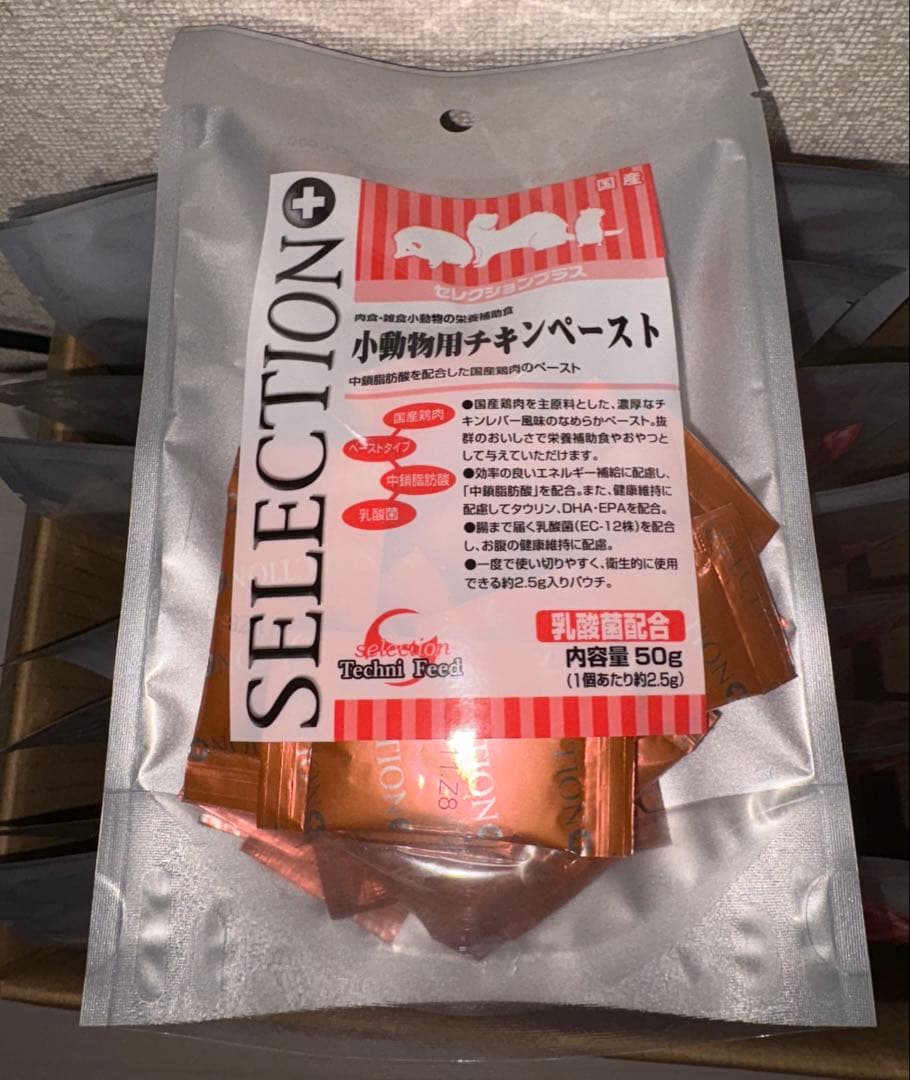 SELECTION
国産
セレクションプラス
肉食・雑食小動物の栄養補助食
小動物用チキンペースト
中鎖脂肪酸を配合した国産鶏肉のペースト
国産鶏肉
ペーストタイプ
中鎖脂肪酸
乳酸菌
●国産鶏肉を主原料とした、濃厚なチ
キンレバー風味のなめらかペースト。抜
群のおいしさで栄養補助食やおやつと
して与えていただけます。
●効率の良いエネルギー補給に配慮し、
「中鎖脂肪酸」を配合。また、健康維持に
配慮してタウリン、DHA・EPAを配合。
●腸まで届く乳酸菌(EC-12株)を配合
し、お腹の健康維持に配慮。
●一度で使い切りやすく、衛生的に使用
できる約2.5g入りパウチ。
selection
Techni Feed
乳酸菌配合
内容量 50g
(1個あたり約2.5g)